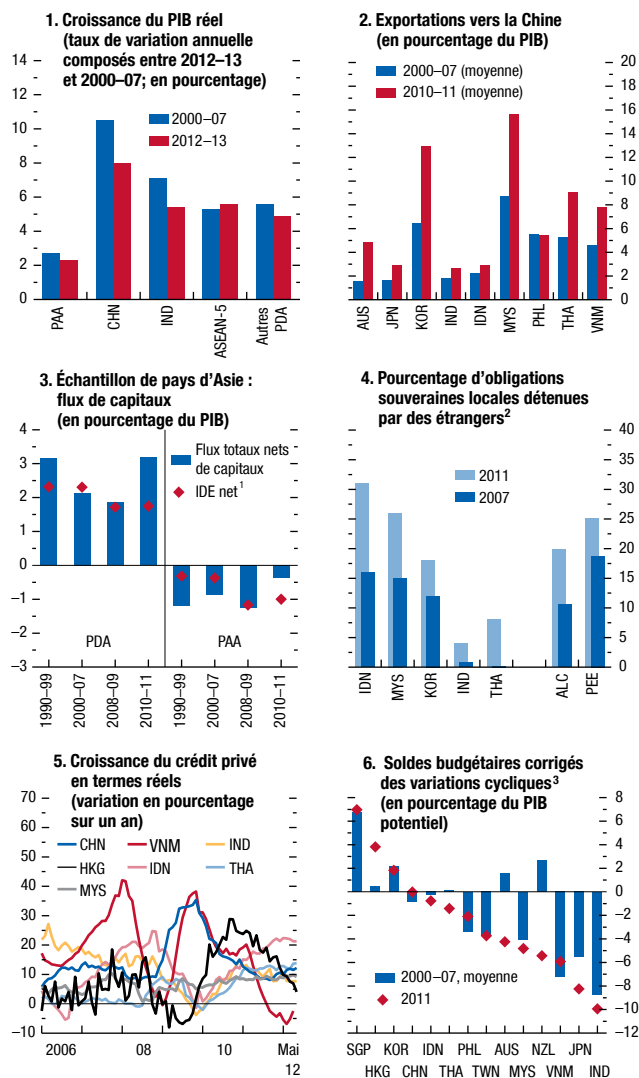 1. Croissance du PIB réel
(taux de variation annuelle
composés entre 2012–13
et 2000–07; en pourcentage)
14
12
10
8
6
4
2
0
2000–07
2012–13
PAA
CHN
IND
ASEAN-5
Autres
PDA
2. Exportations vers la Chine
(en pourcentage du PIB)
2000–07 (moyenne)
2010–11 (moyenne)
20
18
16
14
12
10
8
6
4
2
0
AUS
JPN
KOR
IND
IDN
MYS
PHL
THA
VNM
3. Échantillon de pays d'Asie :
flux de capitaux
(en pourcentage du PIB)
4
3
2
1
0
–1
–2
–3
Flux totaux nets
de capitaux
IDE net1
PDA
PAA
1990–99
2000–07
2008–09
2010–11
1990–99
2000–07
2008–09
2010–11
4. Pourcentage d'obligations
souveraines locales détenues
par des étrangers2
2011
2007
40
35
30
25
20
15
10
5
0
IDN
MYS
KOR
IND
THA
ALC
PEE
5. Croissance du crédit privé
en termes réels
(variation en pourcentage
sur un an)
70
60
50
40
30
20
10
0
–10
CHN
VNM
IND
HKG
IDN
THA
MYS
2006
08
10
Mai
12
6. Soldes budgétaires corrigés
des variations cycliques3
(en pourcentage du PIB
potentiel)
8
6
4
2
0
–2
–4
–6
–8
–10
–12
2000–07, moyenne
2011
SGP KOR IDN PHL AUS NZL JPN
HKG CHN THA TWN MYS VNM IND